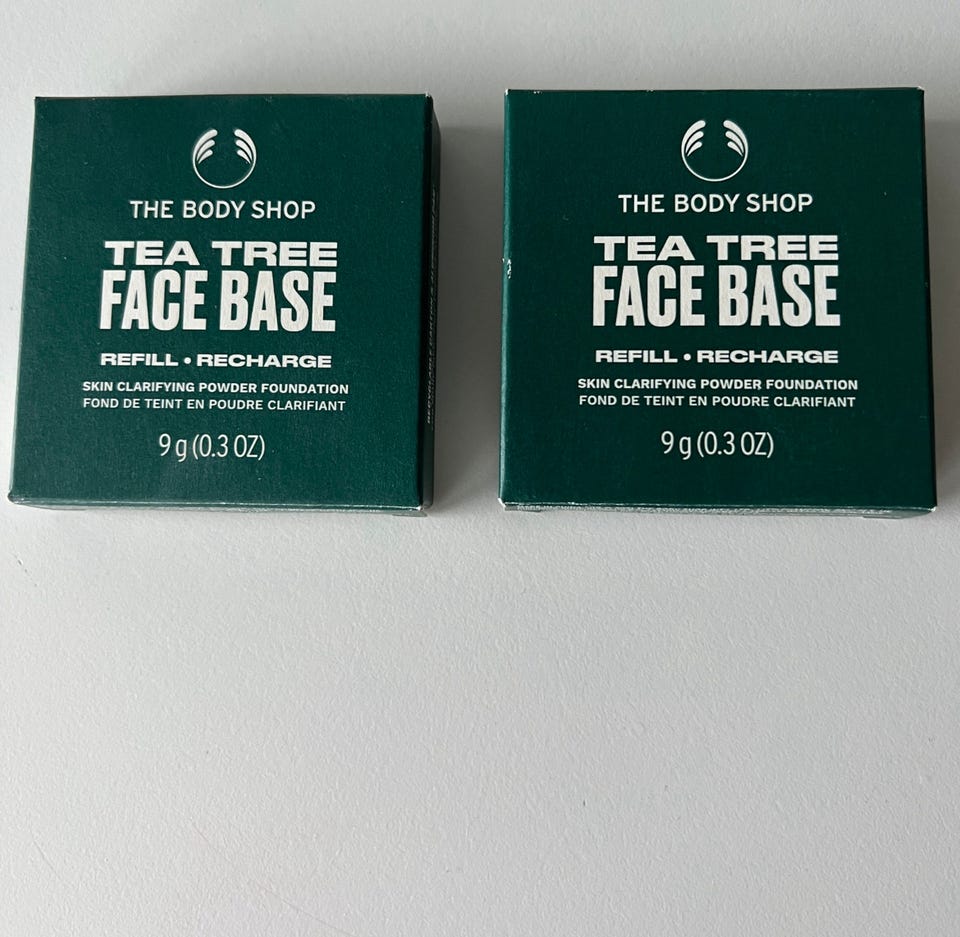 THE BODY SHOP
TEA TREE
FACE BASE
REFILL • RECHARGE
SKIN CLARIFYING POWDER FOUNDATION
FOND DE TEINT EN POUDRE CLARIFIANT
9 g (0.3 OZ)
THE BODY SHOP
TEA TREE
FACE BASE
REFILL • RECHARGE
SKIN CLARIFYING POWDER FOUNDATION
FOND DE TEINT EN POUDRE CLARIFIANT
9 g (0.3 OZ)